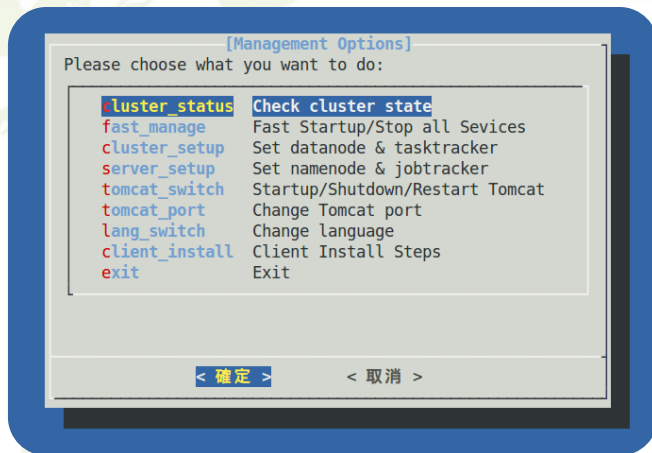 [Management Options]
Please choose what you want to do:
cluster_status Check cluster state
fast_manage Fast Startup/Stop all Sevices
cluster_setup Set datanode & tasktracker
server_setup Set namenode & jobtracker
tomcat_switch Startup/Shutdown/Restart Tomcat
tomcat_port Change Tomcat port
lang_switch Change language
client_install Client Install Steps
exit Exit
< 確定 > < 取消 >